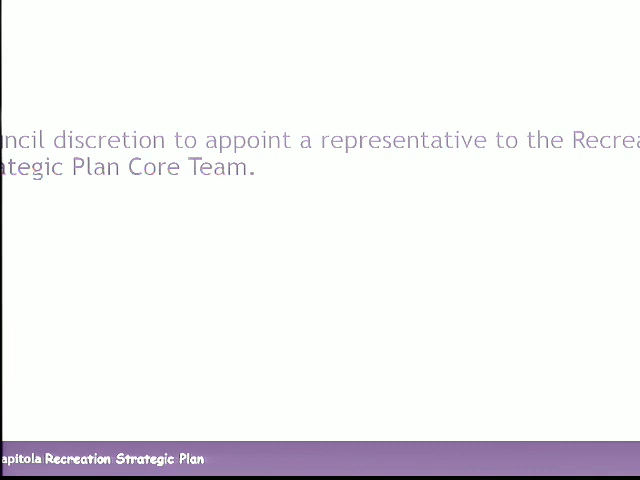 ncil discretion to appoint a representative to the Recrea
ategic Plan Core Team.
apitola Recreation Strategic Plan